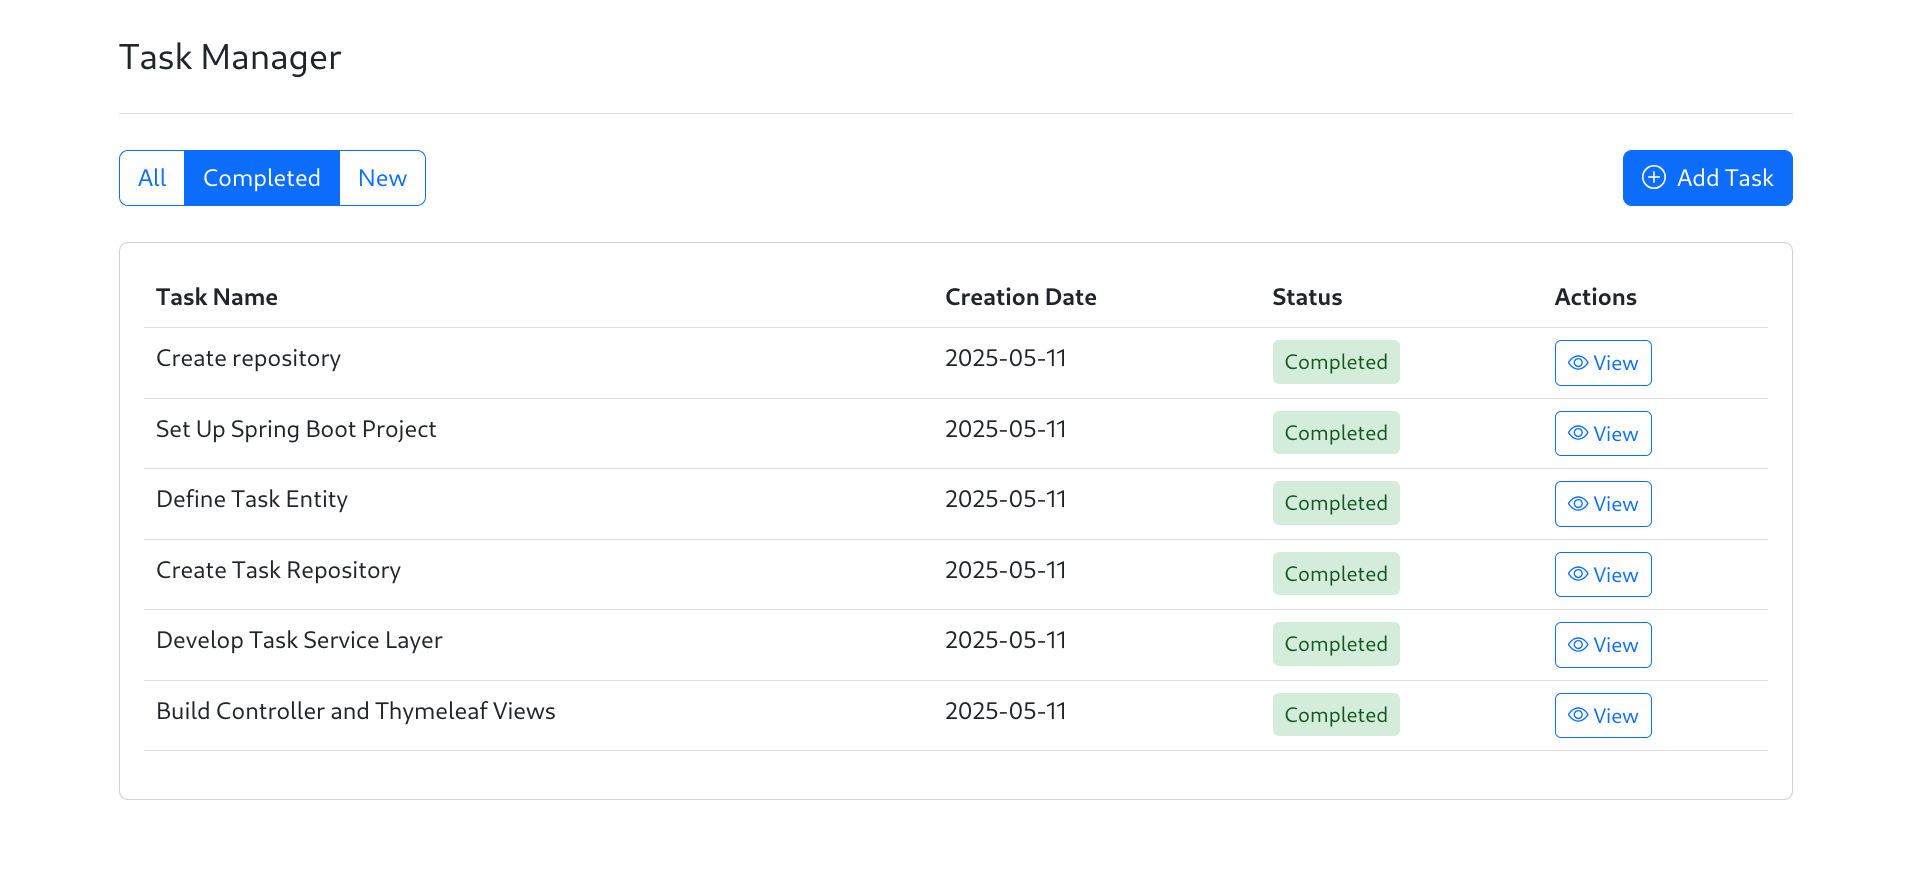 Task Manager
All Completed New Add Task
Task Name Creation Date Status Actions
Create repository 2025-05-11 Completed View
Set Up Spring Boot Project 2025-05-11 Completed View
Define Task Entity 2025-05-11 Completed View
Create Task Repository 2025-05-11 Completed View
Develop Task Service Layer 2025-05-11 Completed View
Build Controller and Thymeleaf Views 2025-05-11 Completed View